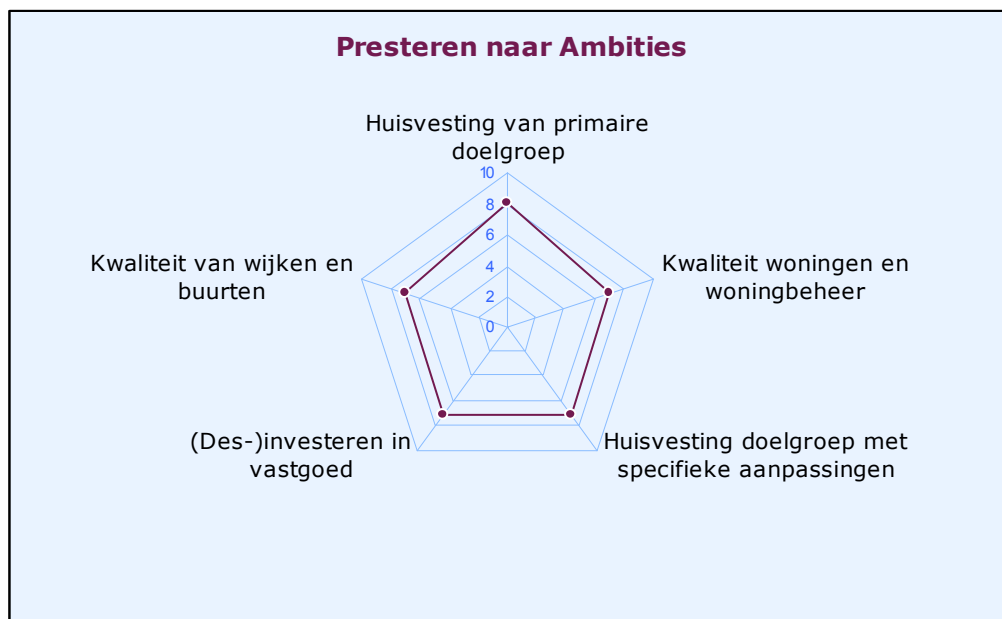 Presteren naar Ambities
Huisvesting van primaire
doelgroep
10
8
6
4
2
0
Kwaliteit van wijken en
buurten
Kwaliteit woningen en
woningbeheer
(Des-)investeren in
vastgoed
Huisvesting doelgroep met
specifieke aanpassingen